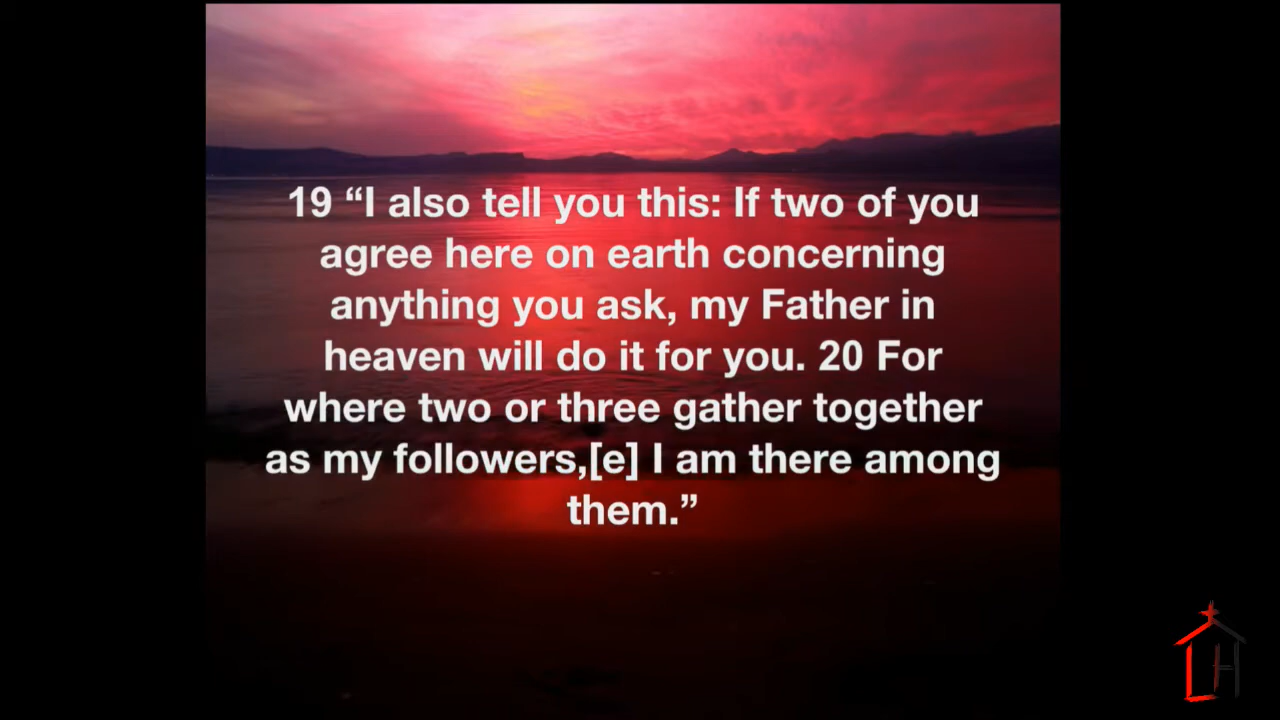 19 “I also tell you this: If two of you
agree here on earth concerning
anything you ask, my Father in
heaven will do it for you. 20 For
where two or three gather together
as my followers,[e] I am there among
them.”